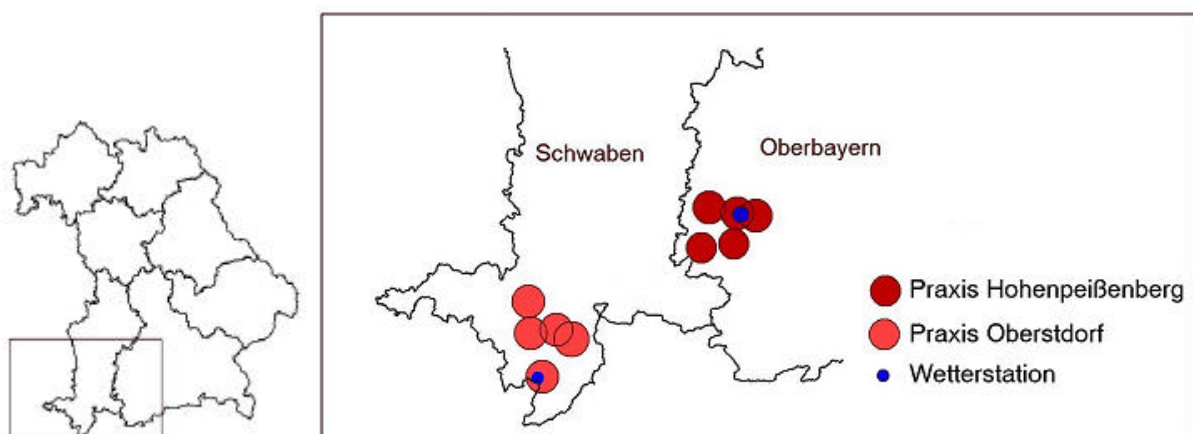 Schwaben
Oberbayern
Praxis Hohenpeißenberg
Praxis Oberstdorf
Wetterstation